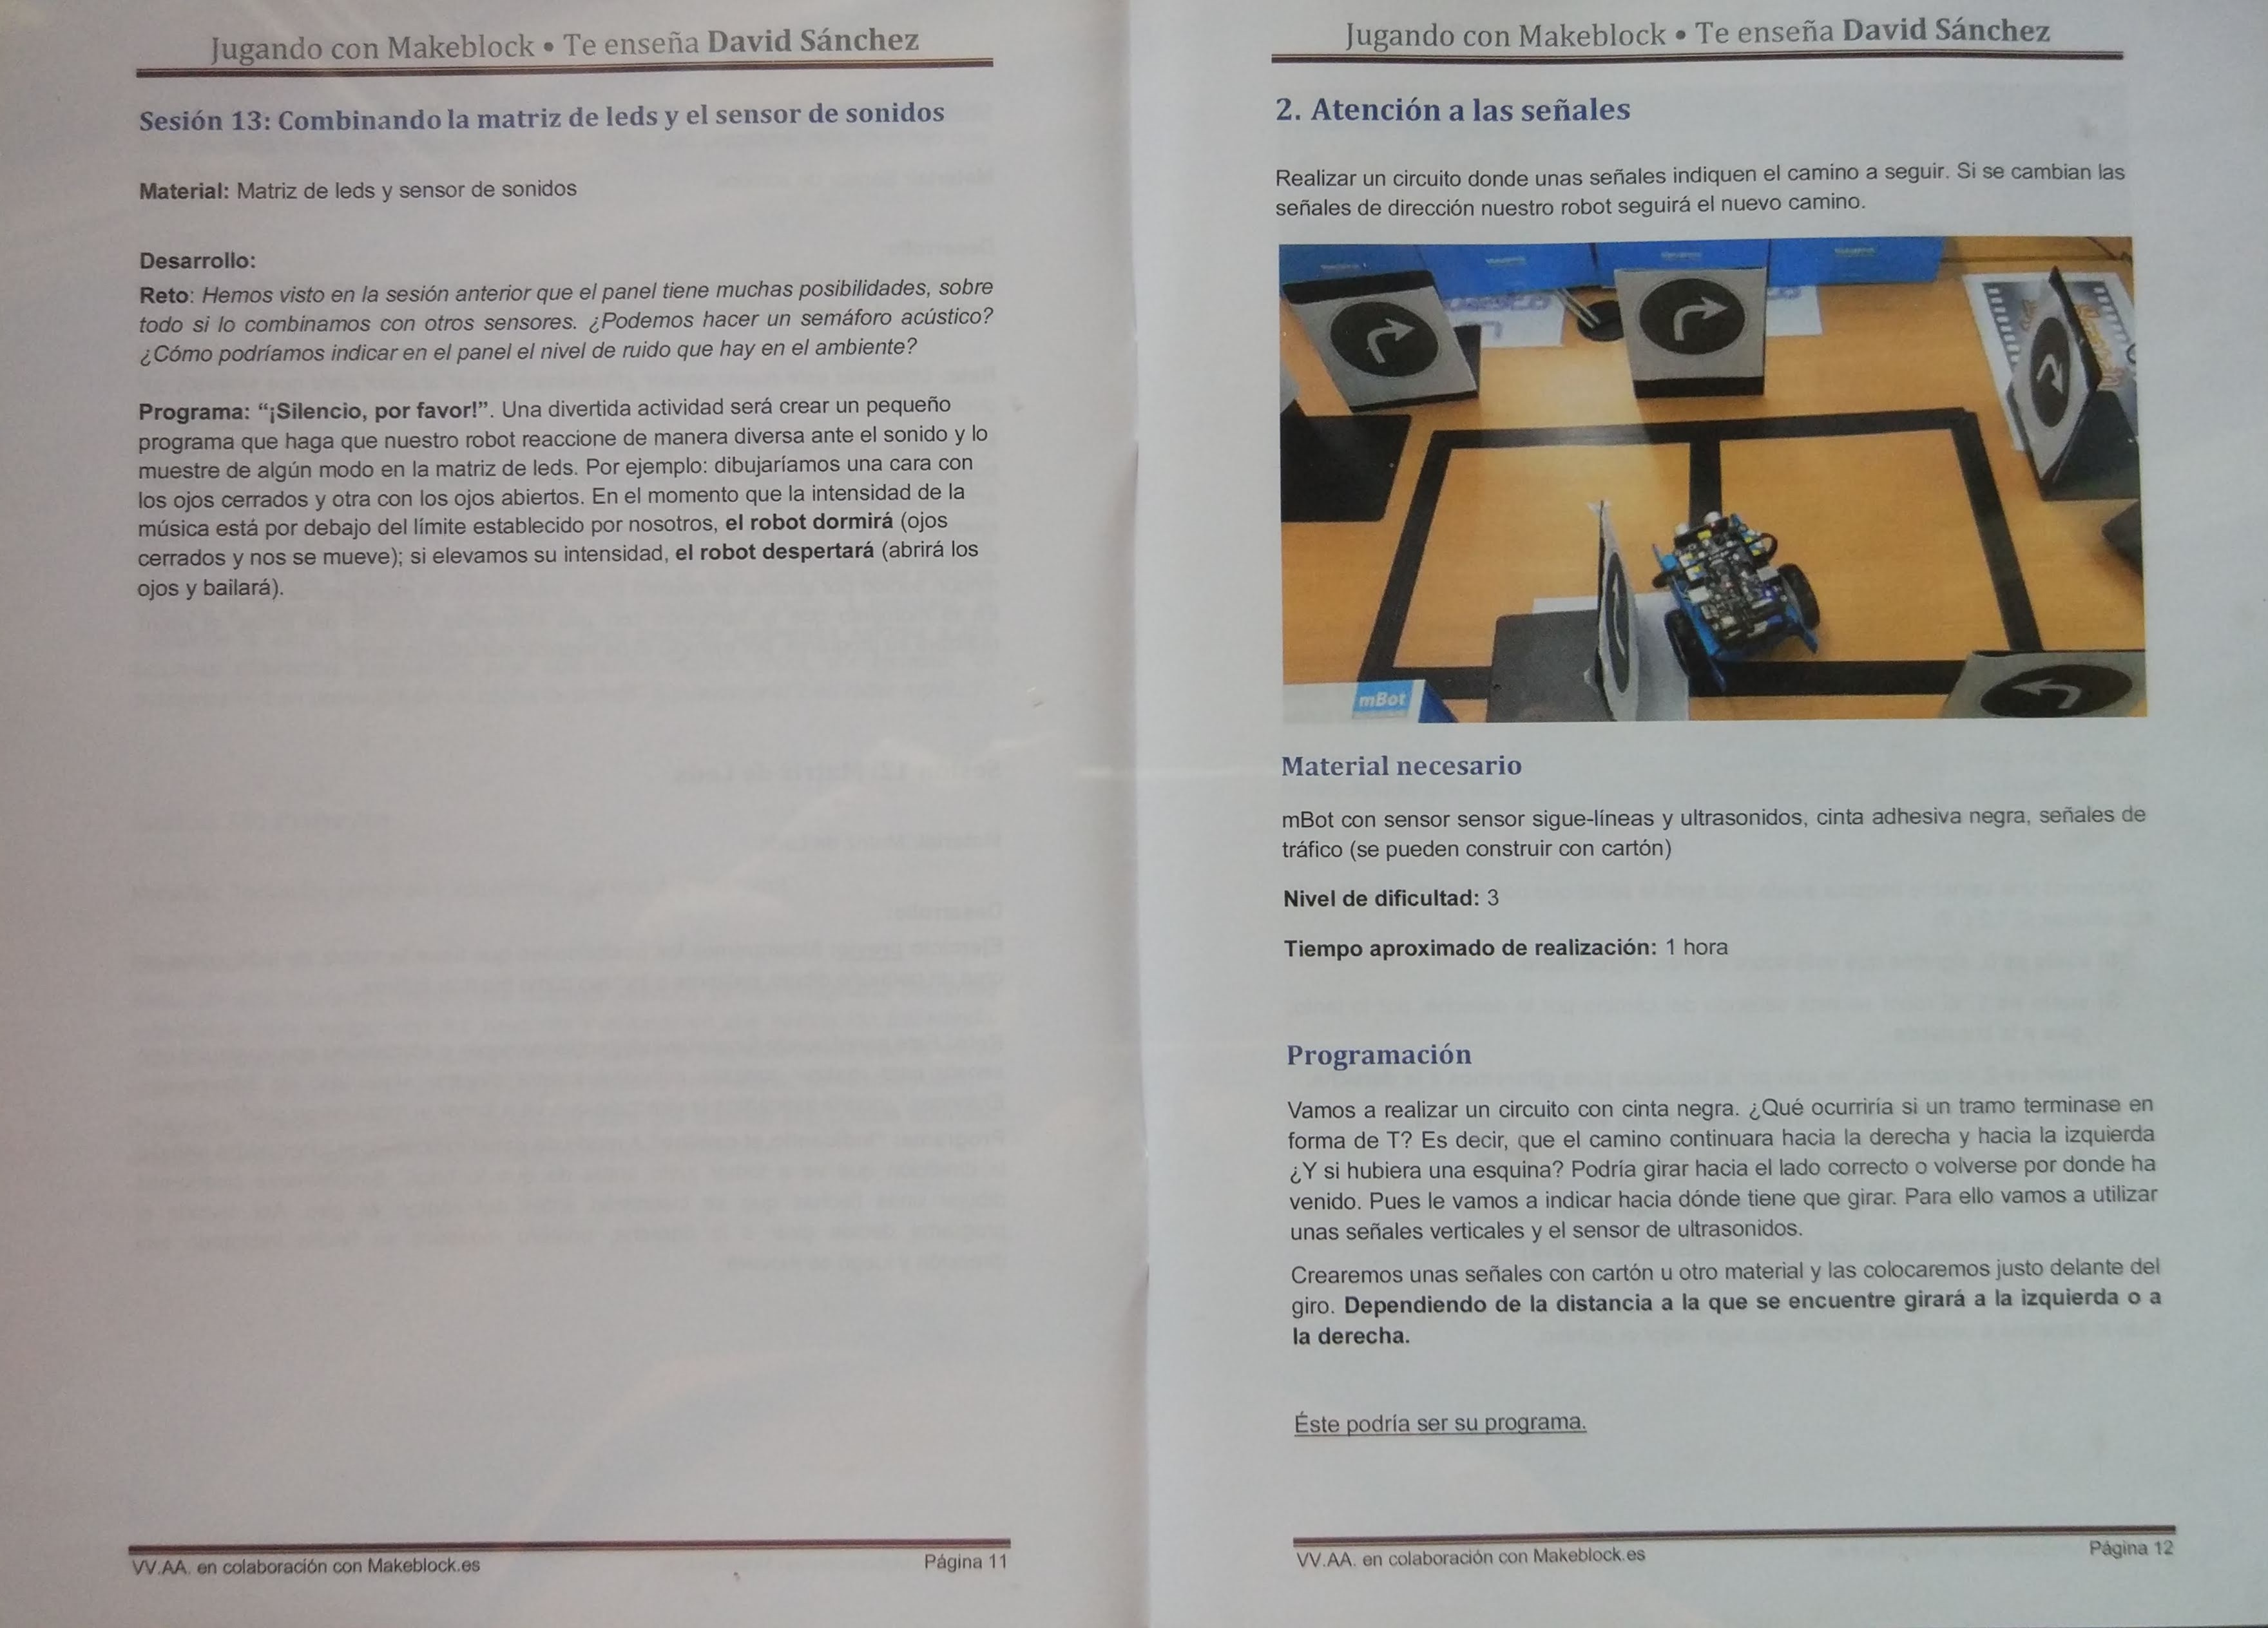 Jugando con Makeblock • Te enseña David Sánchez
Sesión 13: Combinando la matriz de leds y el sensor de sonidos
Material: Matriz de leds y sensor de sonidos
Desarrollo:
Reto: Hemos visto en la sesión anterior que el panel tiene muchas posibilidades, sobre
todo si lo combinamos con otros sensores. ¿Podemos hacer un semáforo acústico?
¿Cómo podríamos indicar en el panel el nivel de ruido que hay en el ambiente?
Programa: “¡Silencio, por favor!”. Una divertida actividad será crear un pequeño
programa que haga que nuestro robot reaccione de manera diversa ante el sonido y lo
muestre de algún modo en la matriz de leds. Por ejemplo: dibujaríamos una cara con
los ojos cerrados y otra con los ojos abiertos. En el momento que la intensidad de la
música está por debajo del límite establecido por nosotros, el robot dormirá (ojos
cerrados y nos se mueve); si elevamos su intensidad, el robot despertará (abrirá los
ojos y bailará).
VV.AA. en colaboración con Makeblock.es
Página 11
Jugando con Makeblock • Te enseña David Sánchez
2. Atención a las señales
Realizar un circuito donde unas señales indiquen el camino a seguir. Si se cambian las
señales de dirección nuestro robot seguirá el nuevo camino.
mBot
Material necesario
mBot con sensor sensor sigue-líneas y ultrasonidos, cinta adhesiva negra, señales de
tráfico (se pueden construir con cartón)
Nivel de dificultad: 3
Tiempo aproximado de realización: 1 hora
Programación
Vamos a realizar un circuito con cinta negra. ¿Qué ocurriría si un tramo terminase en
forma de T? Es decir, que el camino continuara hacia la derecha y hacia la izquierda
¿Y si hubiera una esquina? Podría girar hacia el lado correcto o volverse por donde ha
venido. Pues le vamos a indicar hacia dónde tiene que girar. Para ello vamos a utilizar
unas señales verticales y el sensor de ultrasonidos.
Crearemos unas señales con cartón u otro material y las colocaremos justo delante del
giro. Dependiendo de la distancia a la que se encuentre girará a la izquierda o a
la derecha.
Éste podría ser su programa.
VV.AA. en colaboración con Makeblock.es
Página 12